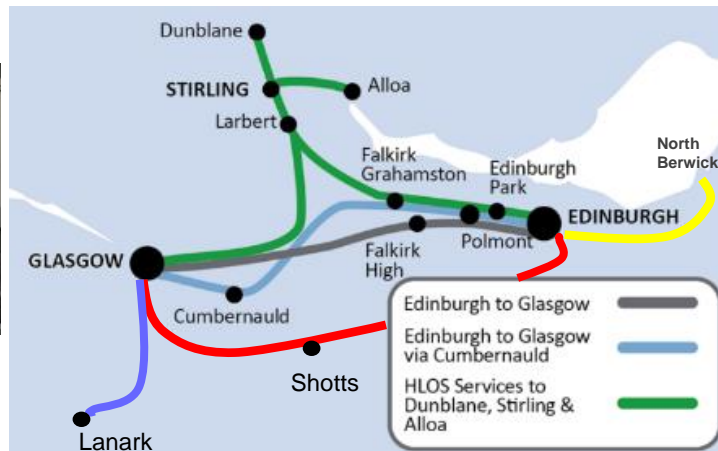 Dunblane
STIRLING
Alloa
Larbert
North
Berwick
Falkirk
Grahamston
Edinburgh
Park
EDINBURGH
Polmont
GLASGOW
Falkirk
High
Cumbernauld
Edinburgh to Glasgow
Edinburgh to Glasgow
via Cumbernauld
HLOS Services to
Dunblane, Stirling &
Alloa
Shotts
Lanark